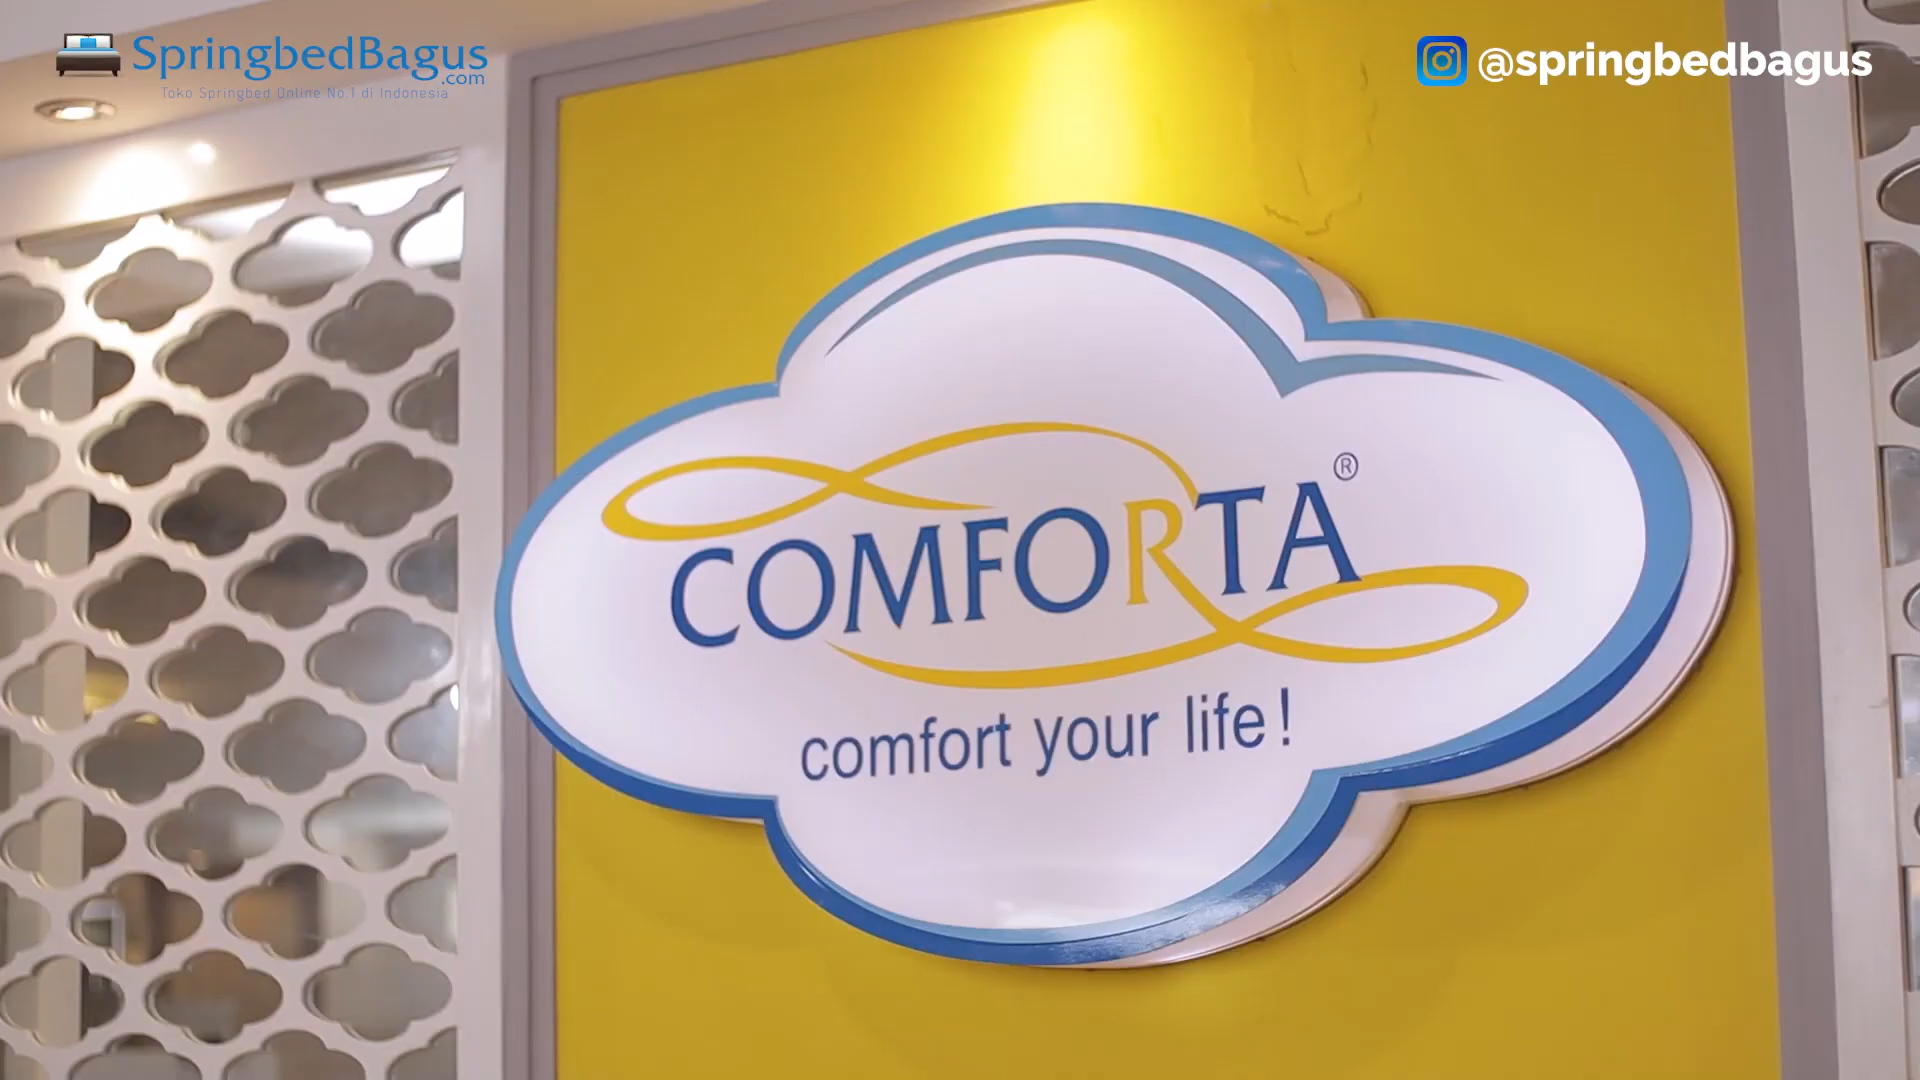 SpringbedBagus
.com
Toko Springbed Online No.1 di Indonesia
@springbedbagus
COMFORTA®
comfort your life!